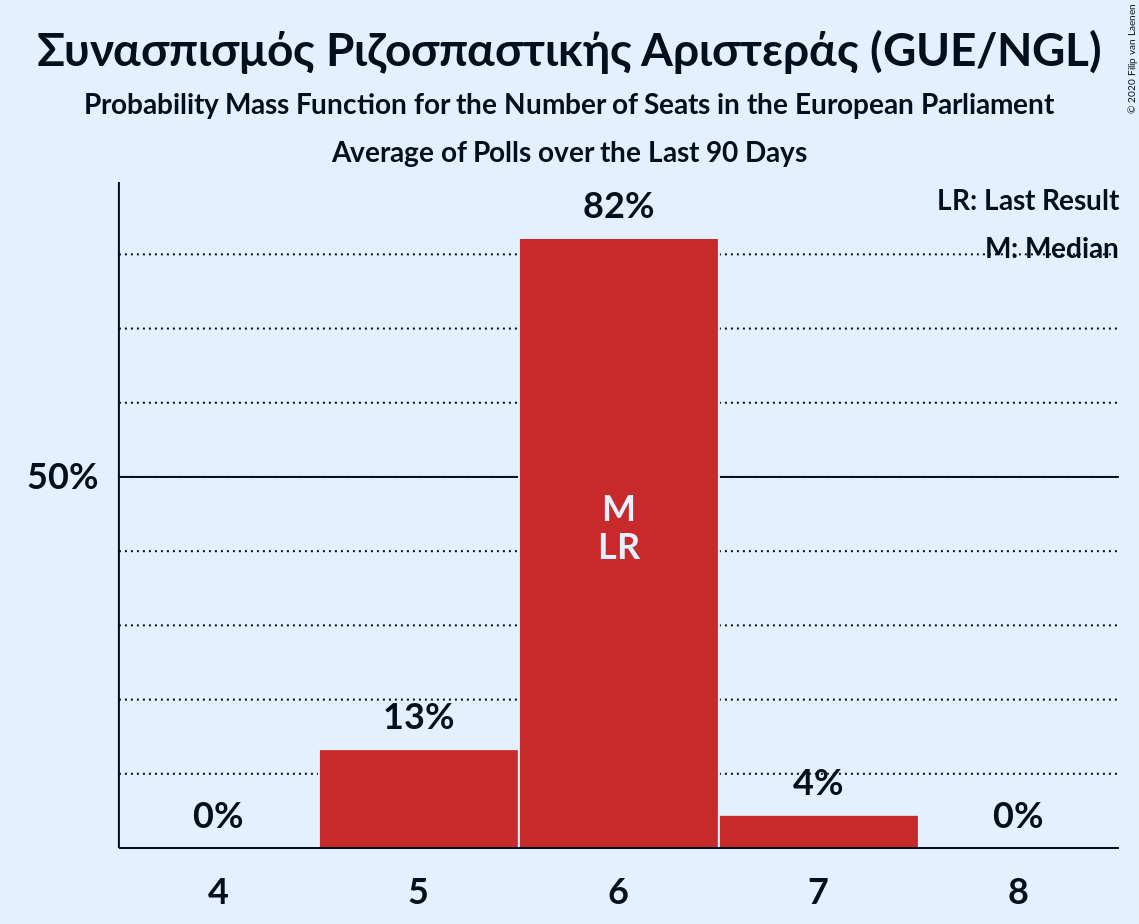 Συνασπισμός Ριζοσπαστικής Αριστεράς (GUE/NGL)
Probability Mass Function for the Number of Seats in the European Parliament
Average of Polls over the Last 90 Days
© 2020 Filip van Laenen
LR: Last Result
M: Median
82%
50%
M
LR
13%
4%
0%
0%
4
5
6
7
8